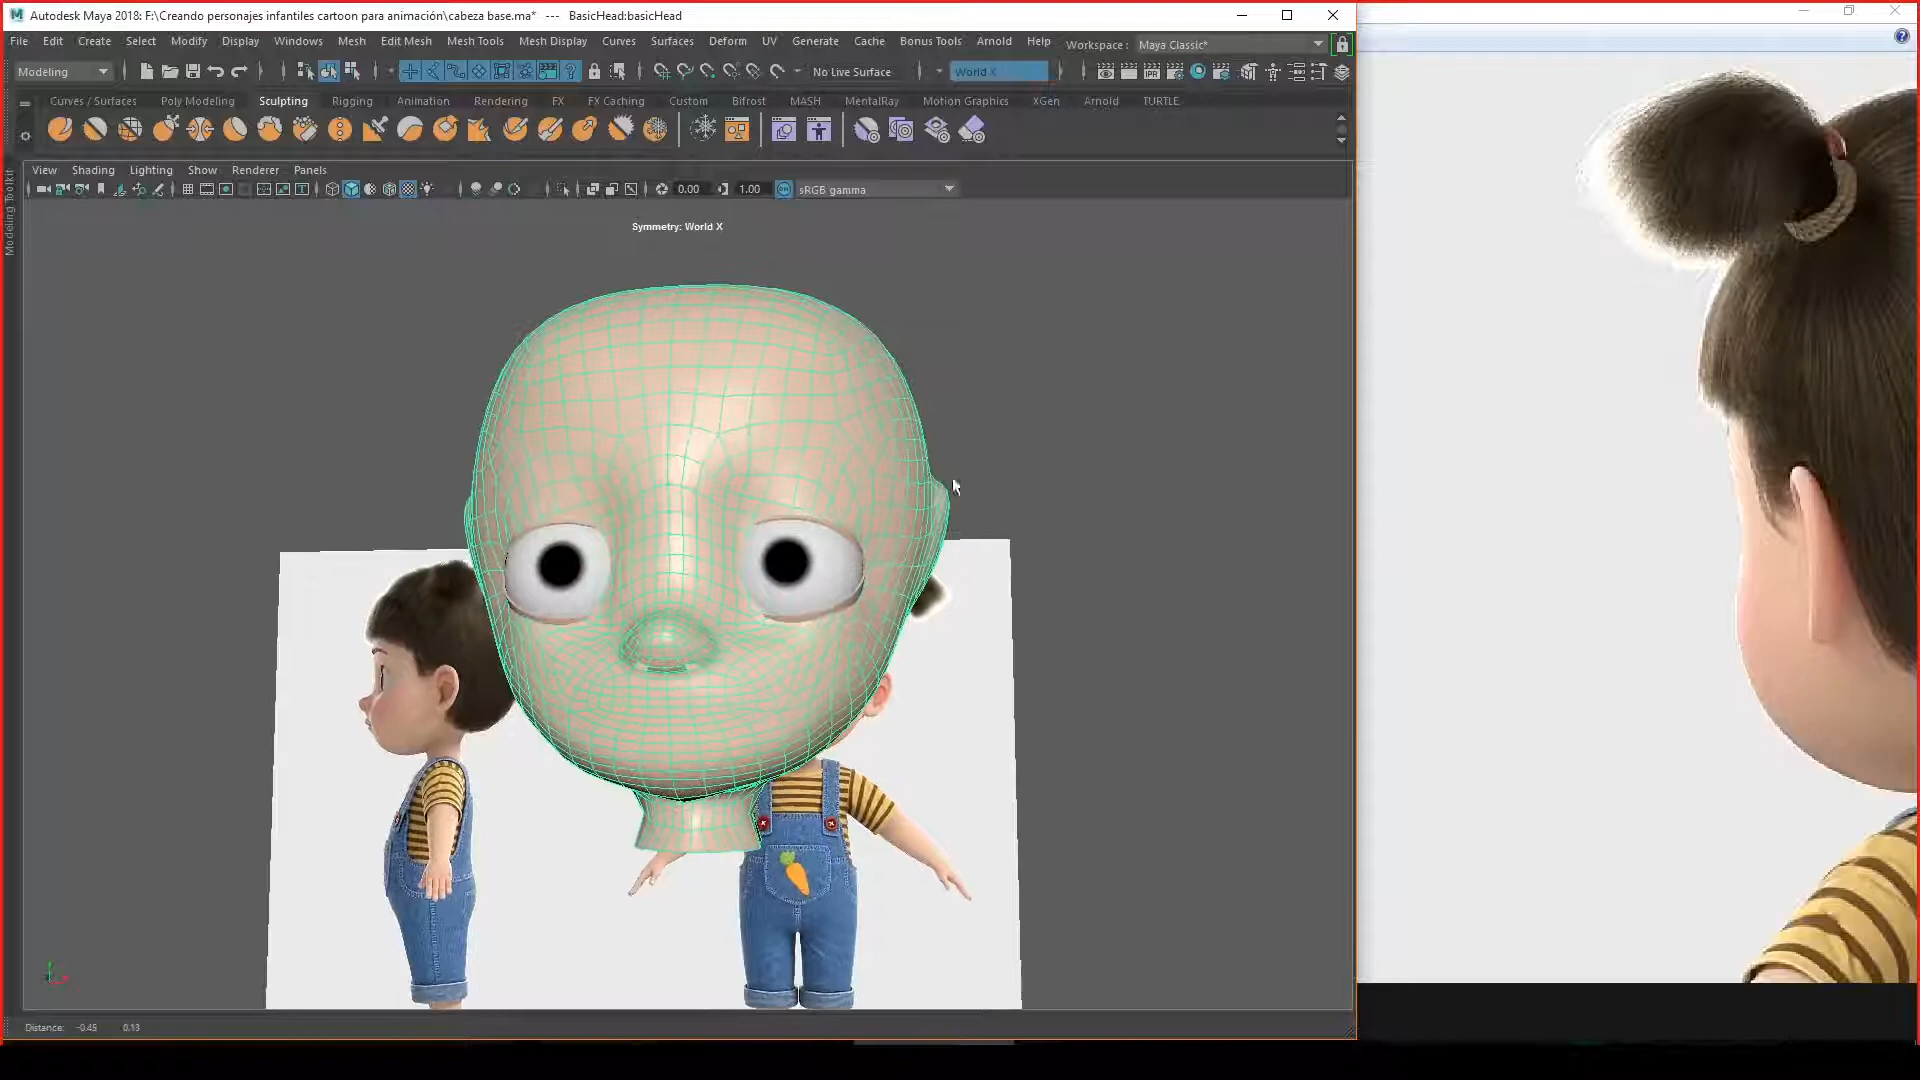 Autodesk Maya 2018: F:\Creando personajes infantiles cartoon para animación\cabeza base.ma* --- BasicHead:basicHead
File Edit Create Select Modify Display Windows Mesh Edit Mesh Mesh Tools Mesh Display Curves Surfaces Deform UV Generate Cache Bonus Tools Arnold Help Workspace : Maya Classic*
Modeling No Live Surface World X
Curves / Surfaces Poly Modeling Sculpting Rigging Animation Rendering FX FX Caching Custom Bifrost MASH MentalRay Motion Graphics XGen Arnold TURTLE
View Shading Lighting Show Renderer Panels
0.00 1.00 sRGB gamma
Symmetry: World X
Modeling Toolkit
Distance: -0.45 0.13